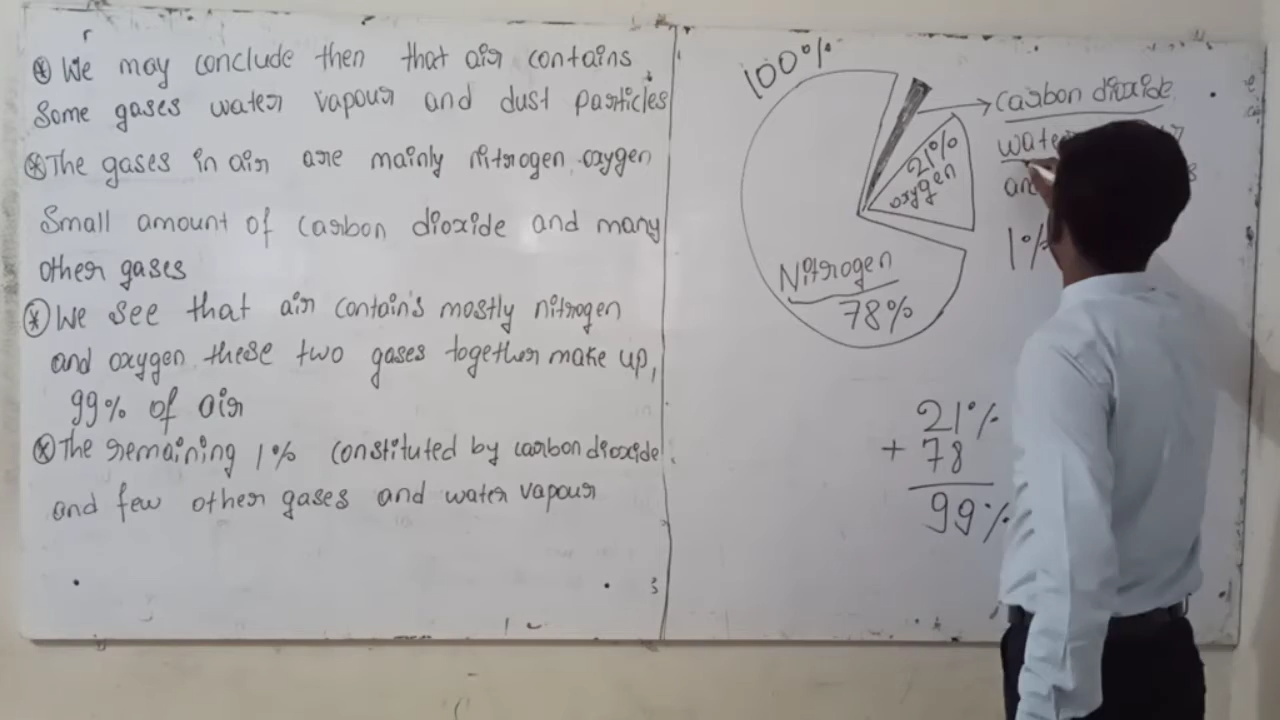 We may conclude then that air contains
Some gases water vapour and dust particles
The gases in air are mainly nitrogen oxygen
Small amount of carbon dioxide and many
other gases
We see that air contain's mostly nitrogen
and oxygen these two gases together make up,
99% of air
The remaining 1% constituted by carbon dioxide
and few other gases and water vapour
100%
carbon dioxide
21%
oxygen
1%
Nitrogen
78%
21%
+ 78
99%